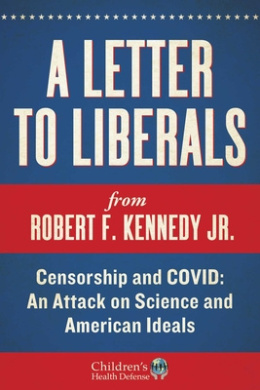 A LETTER
TO LIBERALS
from
ROBERT F. KENNEDY JR.
Censorship and COVID:
An Attack on Science and
American Ideals
Children's
Health Defense